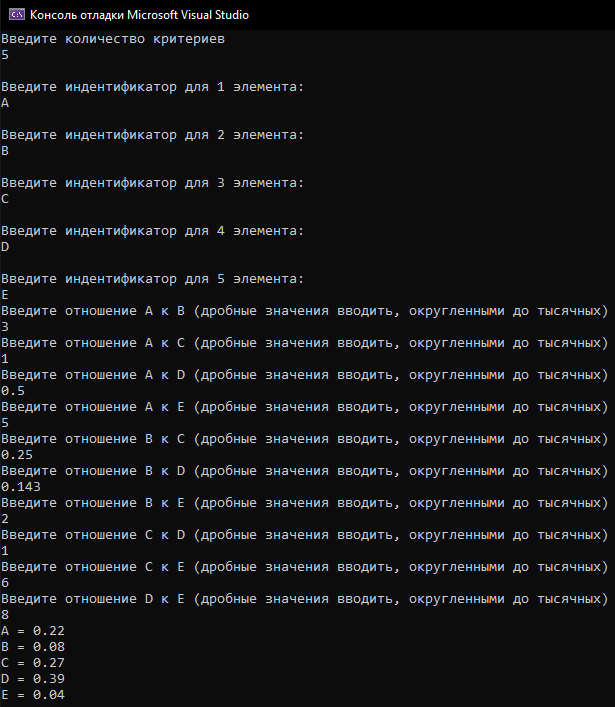 Консоль отладки Microsoft Visual Studio
Введите количество критериев
5
Введите индентификатор для 1 элемента:
A
Введите индентификатор для 2 элемента:
B
Введите индентификатор для 3 элемента:
C
Введите индентификатор для 4 элемента:
D
Введите индентификатор для 5 элемента:
E
Введите отношение A к B (дробные значения вводить, округленными до тысячных)
3
Введите отношение A к C (дробные значения вводить, округленными до тысячных)
1
Введите отношение A к D (дробные значения вводить, округленными до тысячных)
0.5
Введите отношение A к E (дробные значения вводить, округленными до тысячных)
5
Введите отношение B к C (дробные значения вводить, округленными до тысячных)
0.25
Введите отношение B к D (дробные значения вводить, округленными до тысячных)
0.143
Введите отношение B к E (дробные значения вводить, округленными до тысячных)
2
Введите отношение C к D (дробные значения вводить, округленными до тысячных)
1
Введите отношение C к E (дробные значения вводить, округленными до тысячных)
6
Введите отношение D к E (дробные значения вводить, округленными до тысячных)
8
A = 0.22
B = 0.08
C = 0.27
D = 0.39
E = 0.04